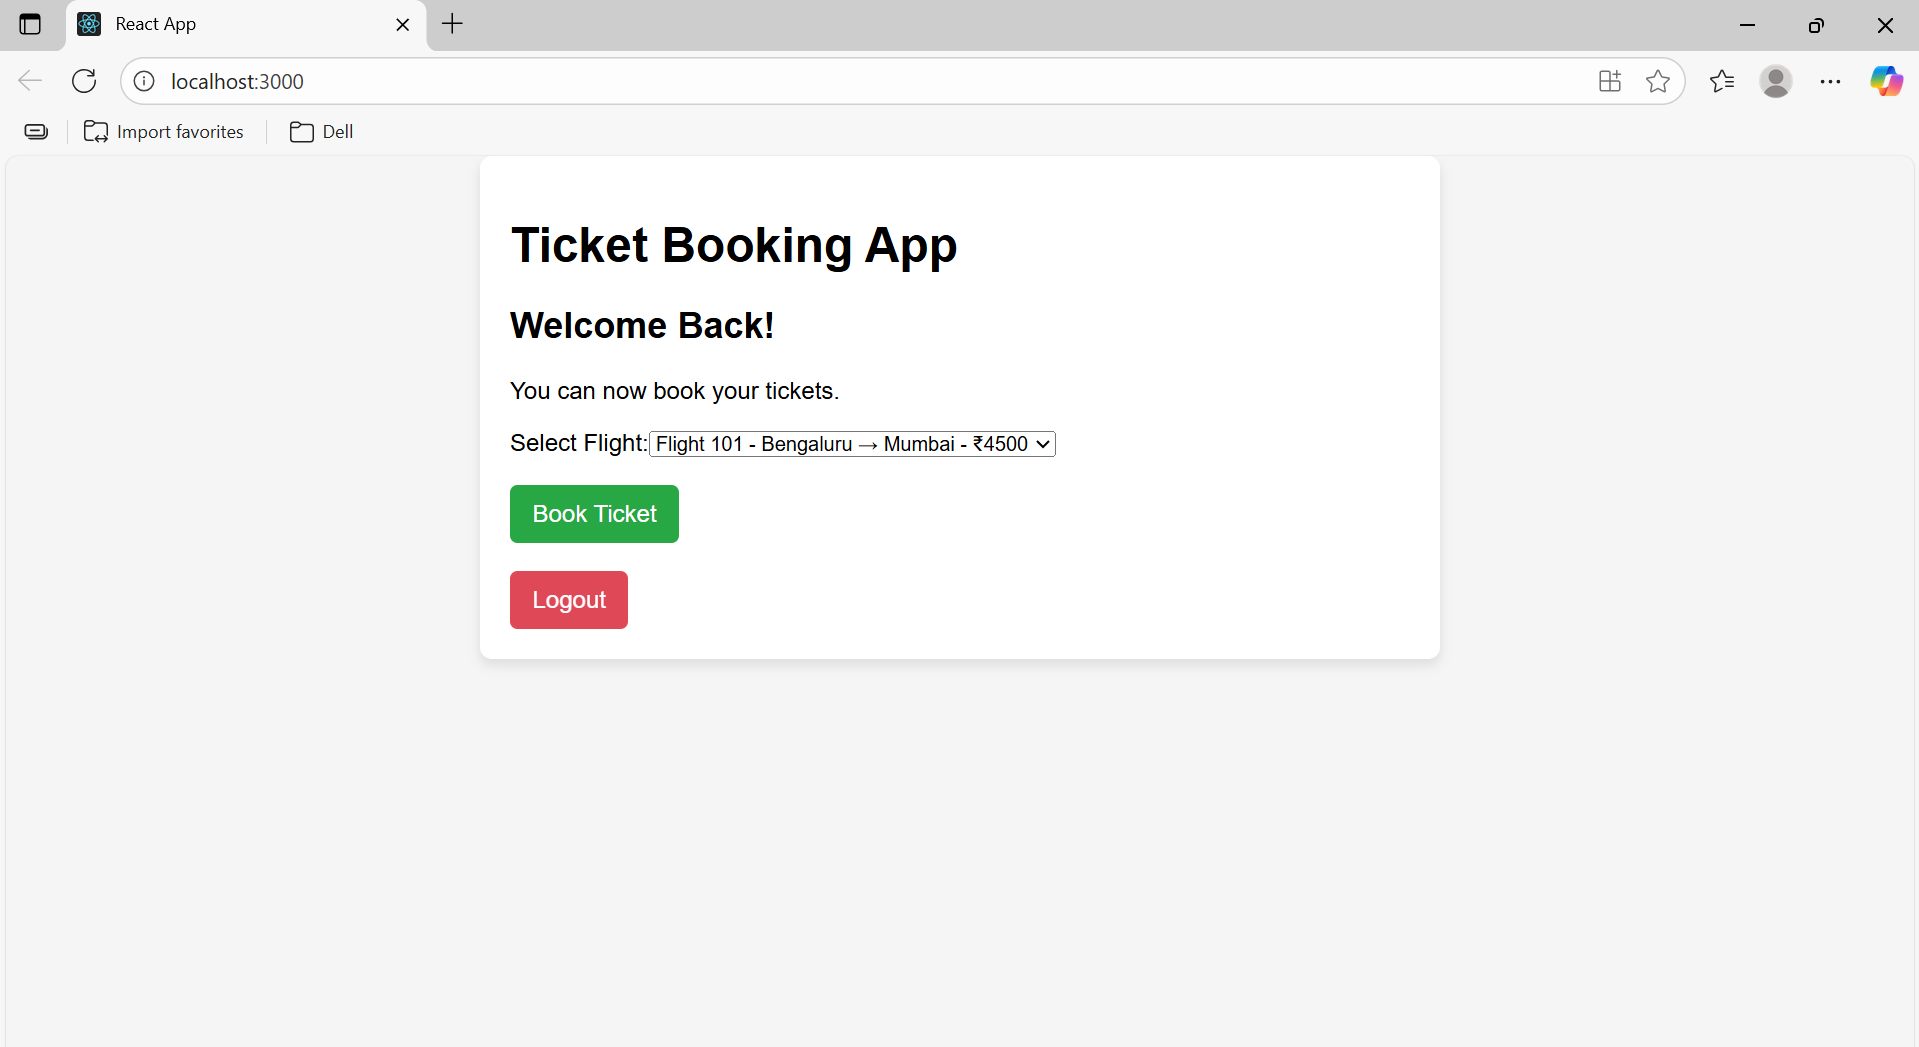 React App
localhost:3000
Import favorites
Dell
Ticket Booking App
Welcome Back!
You can now book your tickets.
Select Flight: Flight 101 - Bengaluru → Mumbai - ₹4500
Book Ticket
Logout